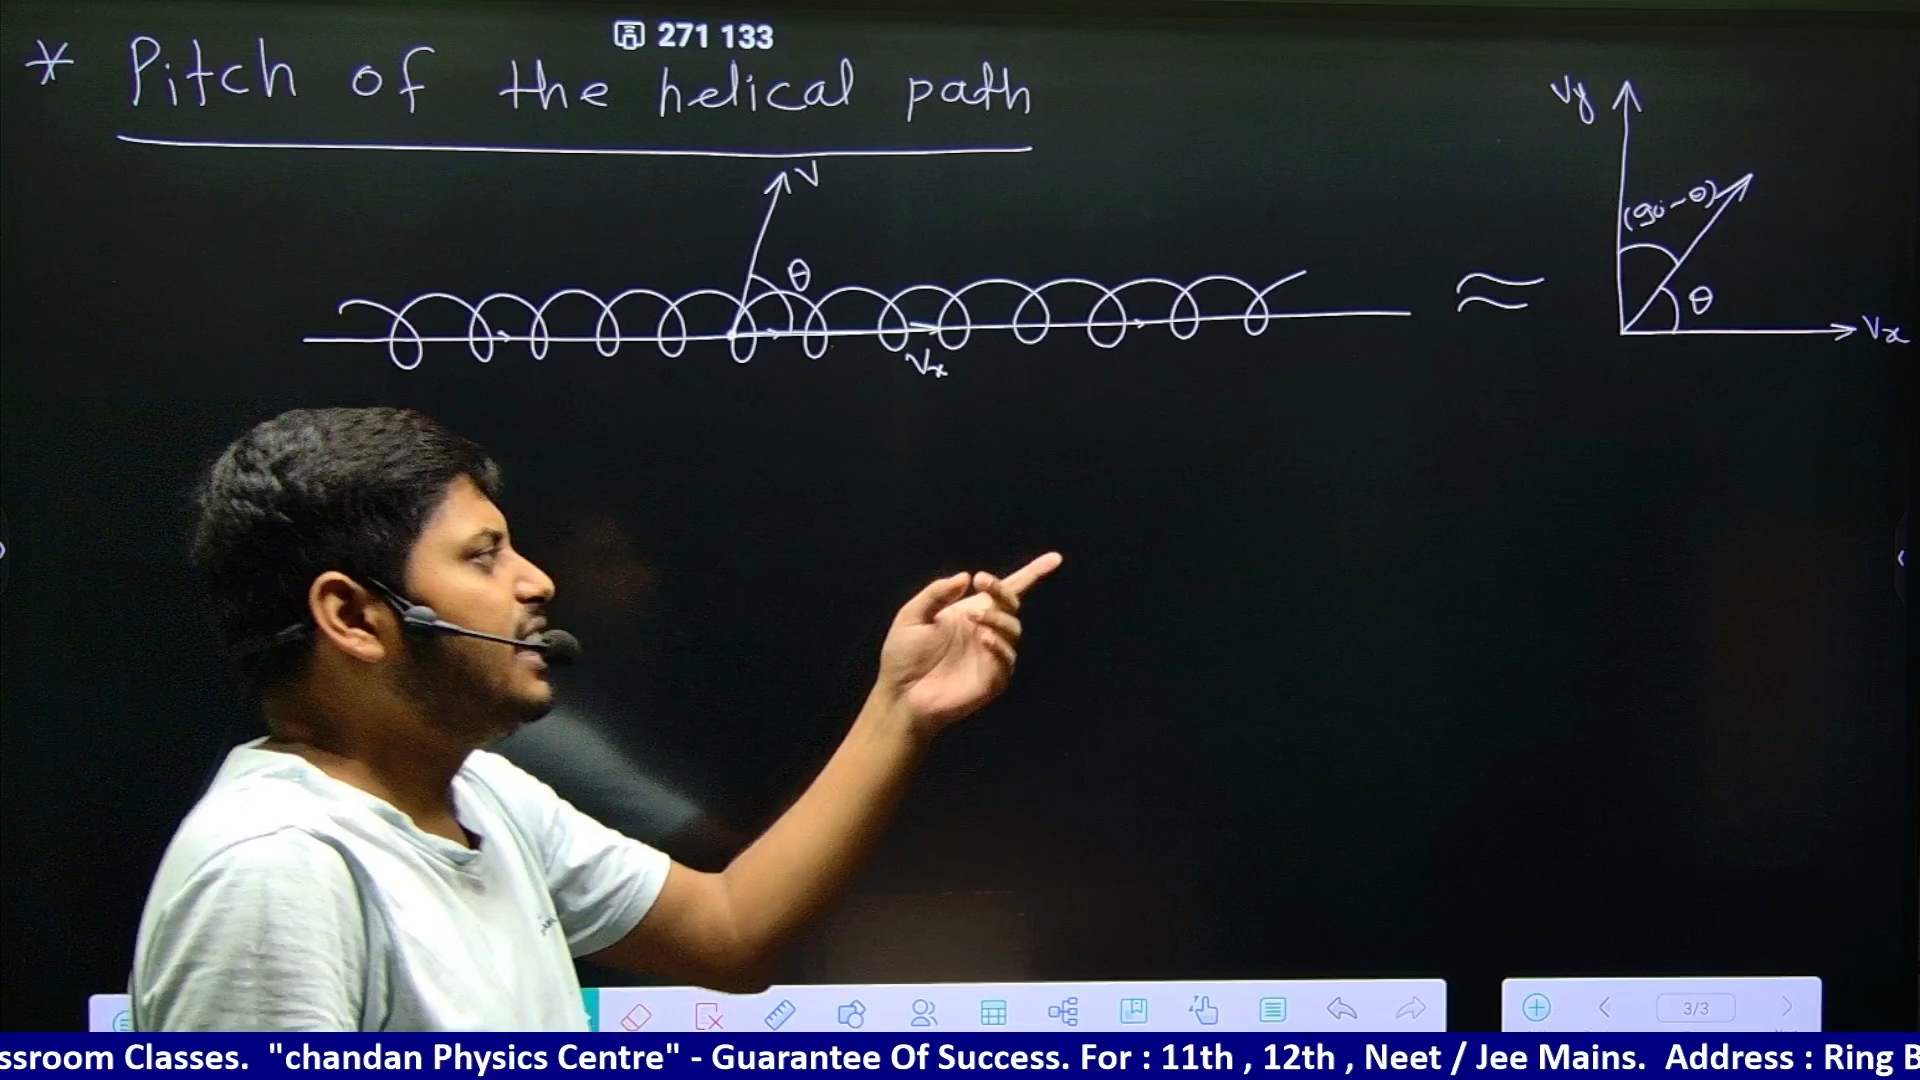 271 133
* Pitch of the helical path
V
θ
Vx
≈
Vy
(90-θ)
θ
Vx
3/3
ssroom Classes. "chandan Physics Centre" - Guarantee Of Success. For : 11th , 12th , Neet / Jee Mains. Address : Ring B